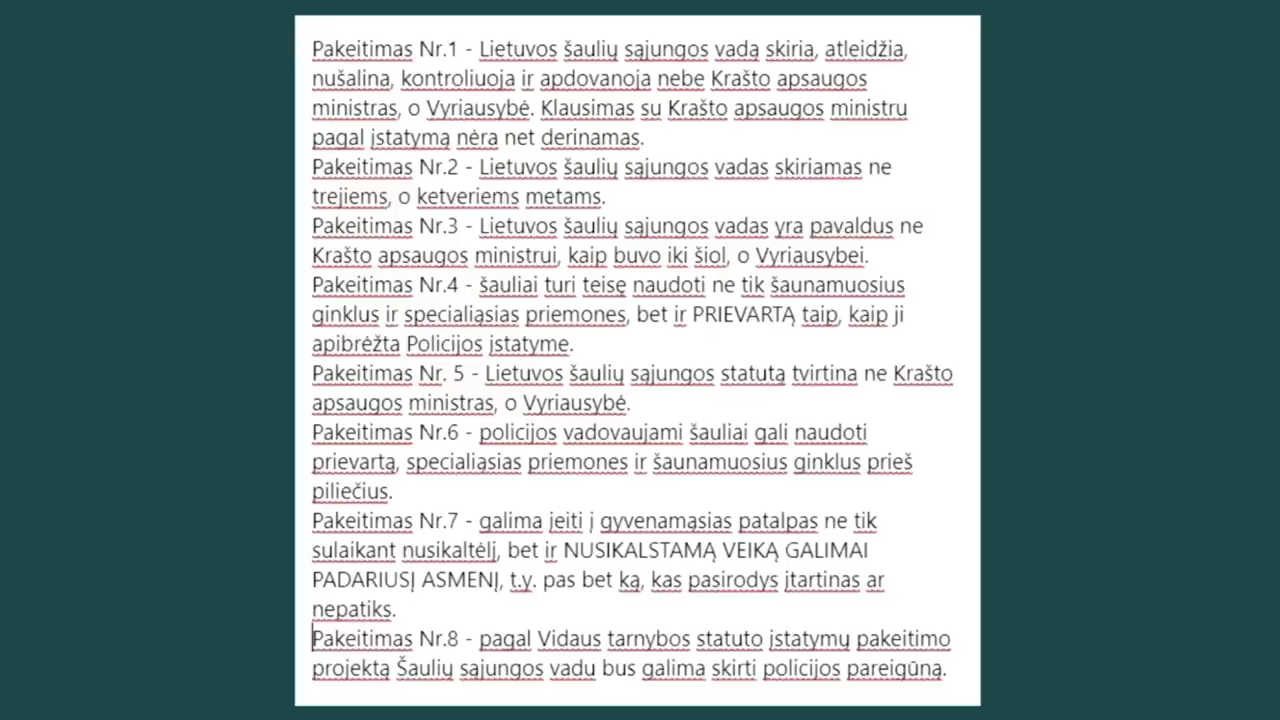 Pakeitimas Nr.1 - Lietuvos šaulių sąjungos vadą skiria, atleidžia,
nušalina, kontroliuoja ir apdovanoja nebe Krašto apsaugos
ministras, o Vyriausybė. Klausimas su Krašto apsaugos ministru
pagal įstatymą nėra net derinamas.
Pakeitimas Nr.2 - Lietuvos šaulių sąjungos vadas skiriamas ne
trejiems, o ketveriems metams.
Pakeitimas Nr.3 - Lietuvos šaulių sąjungos vadas yra pavaldus ne
Krašto apsaugos ministrui, kaip buvo iki šiol, o Vyriausybei.
Pakeitimas Nr.4 - šauliai turi teisę naudoti ne tik šaunamuosius
ginklus ir specialiąsias priemones, bet ir PRIEVARTĄ taip, kaip ji
apibrėžta Policijos įstatyme.
Pakeitimas Nr. 5 - Lietuvos šaulių sąjungos statutą tvirtina ne Krašto
apsaugos ministras, o Vyriausybė.
Pakeitimas Nr.6 - policijos vadovaujami šauliai gali naudoti
prievartą, specialiąsias priemones ir šaunamuosius ginklus prieš
piliečius.
Pakeitimas Nr.7 - galima įeiti į gyvenamąsias patalpas ne tik
sulaikant nusikaltėlį, bet ir NUSIKALSTAMĄ VEIKĄ GALIMAI
PADARIUSĮ ASMENĮ, t.y. pas bet ką, kas pasirodys įtartinas ar
nepatiks.
Pakeitimas Nr.8 - pagal Vidaus tarnybos statuto įstatymų pakeitimo
projektą Šaulių sąjungos vadu bus galima skirti policijos pareigūną.